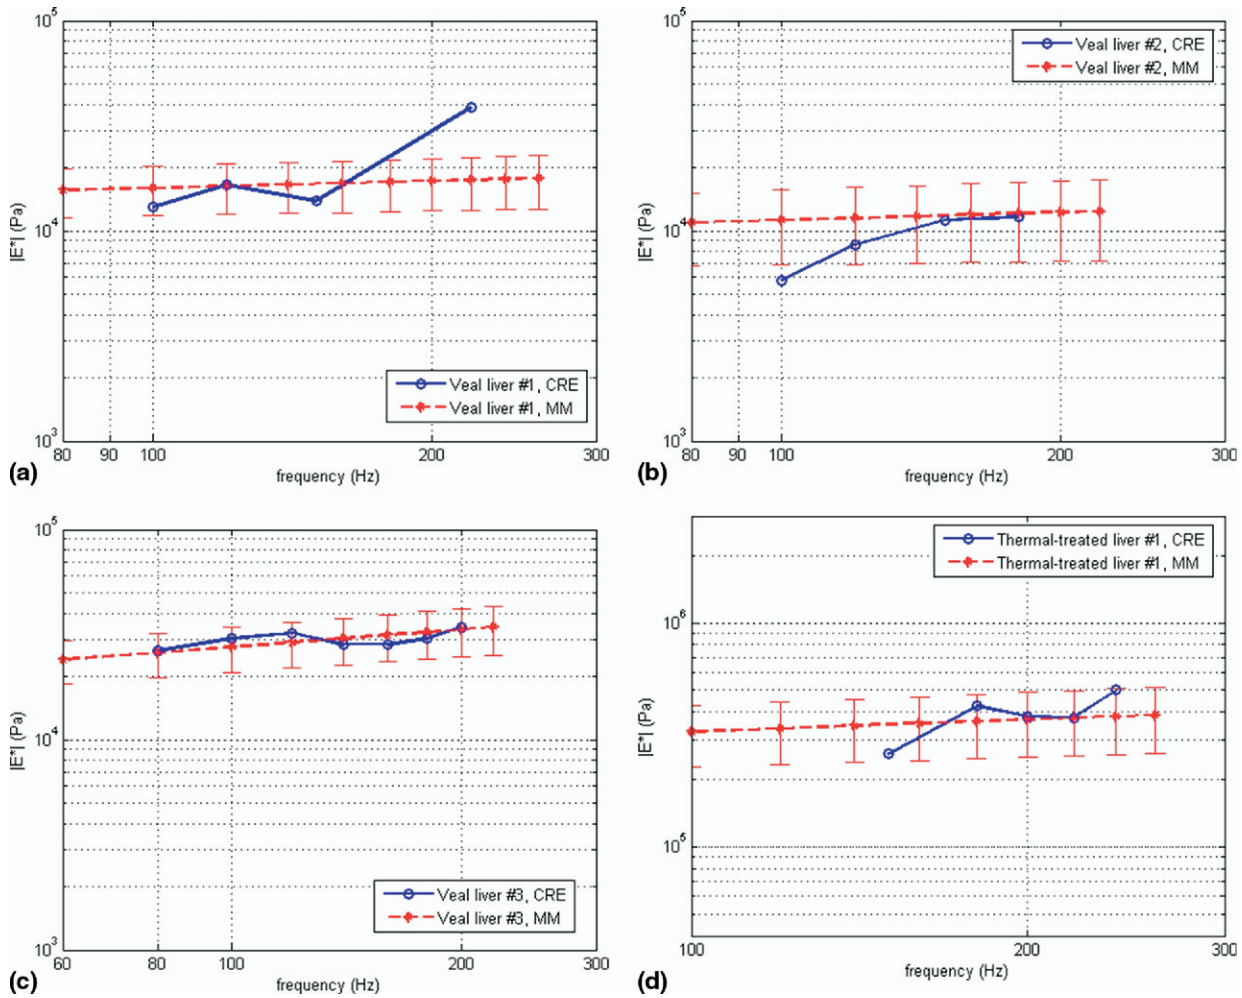 10^5
10^4
10^3
|E*| (Pa)
Veal liver #1, CRE
Veal liver #1, MM
80 90 100 200 300
frequency (Hz)
(a)
10^5
10^4
10^3
|E*| (Pa)
Veal liver #2, CRE
Veal liver #2, MM
80 90 100 200 300
frequency (Hz)
(b)
10^5
10^4
10^3
|E*| (Pa)
Veal liver #3, CRE
Veal liver #3, MM
60 80 100 200 300
frequency (Hz)
(c)
10^6
10^5
|E*| (Pa)
Thermal-treated liver #1, CRE
Thermal-treated liver #1, MM
100 200 300
frequency (Hz)
(d)